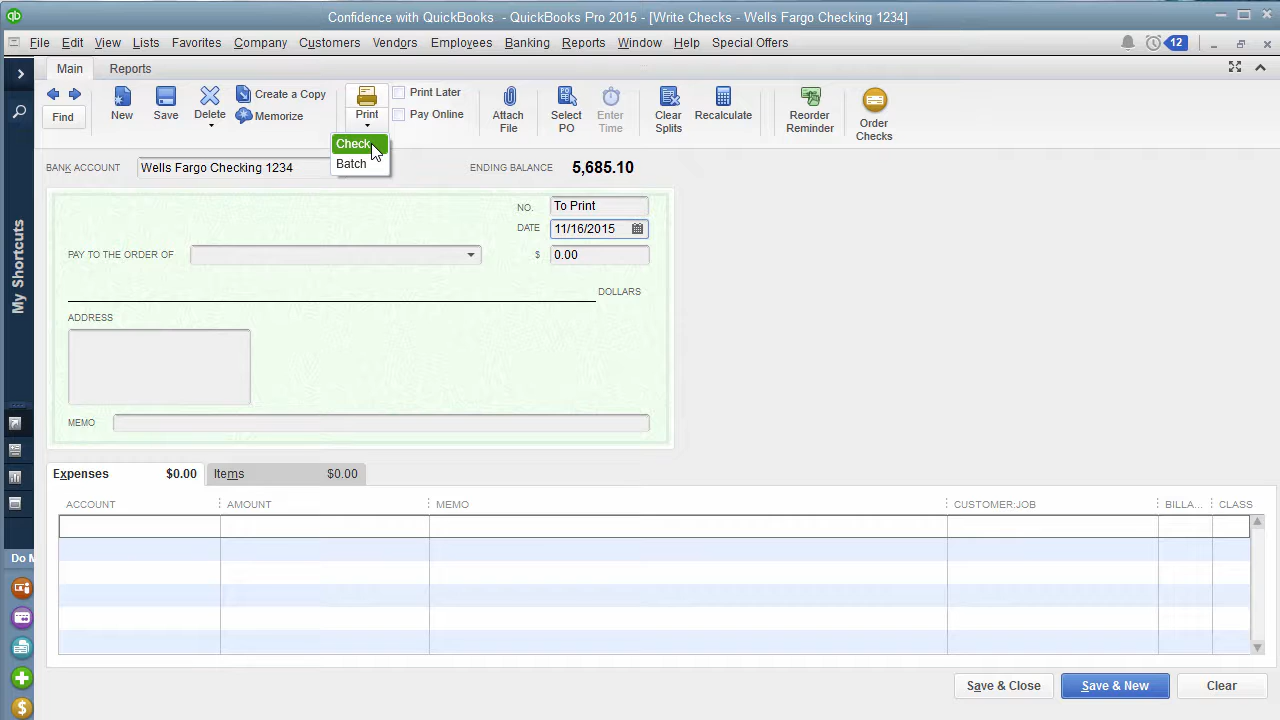 Confidence with QuickBooks - QuickBooks Pro 2015 - [Write Checks - Wells Fargo Checking 1234]
File Edit View Lists Favorites Company Customers Vendors Employees Banking Reports Window Help Special Offers 12
Main Reports
Find New Save Delete Create a Copy Memorize Print Print Later Pay Online Attach File Select PO Enter Time Clear Splits Recalculate Reorder Reminder Order Checks
Check
Batch
BANK ACCOUNT Wells Fargo Checking 1234 ENDING BALANCE 5,685.10
NO. To Print
DATE 11/16/2015
PAY TO THE ORDER OF $ 0.00
DOLLARS
ADDRESS
MEMO
My Shortcuts
Expenses $0.00 Items $0.00
ACCOUNT AMOUNT MEMO CUSTOMER:JOB BILLA... CLASS
Do
Save & Close Save & New Clear